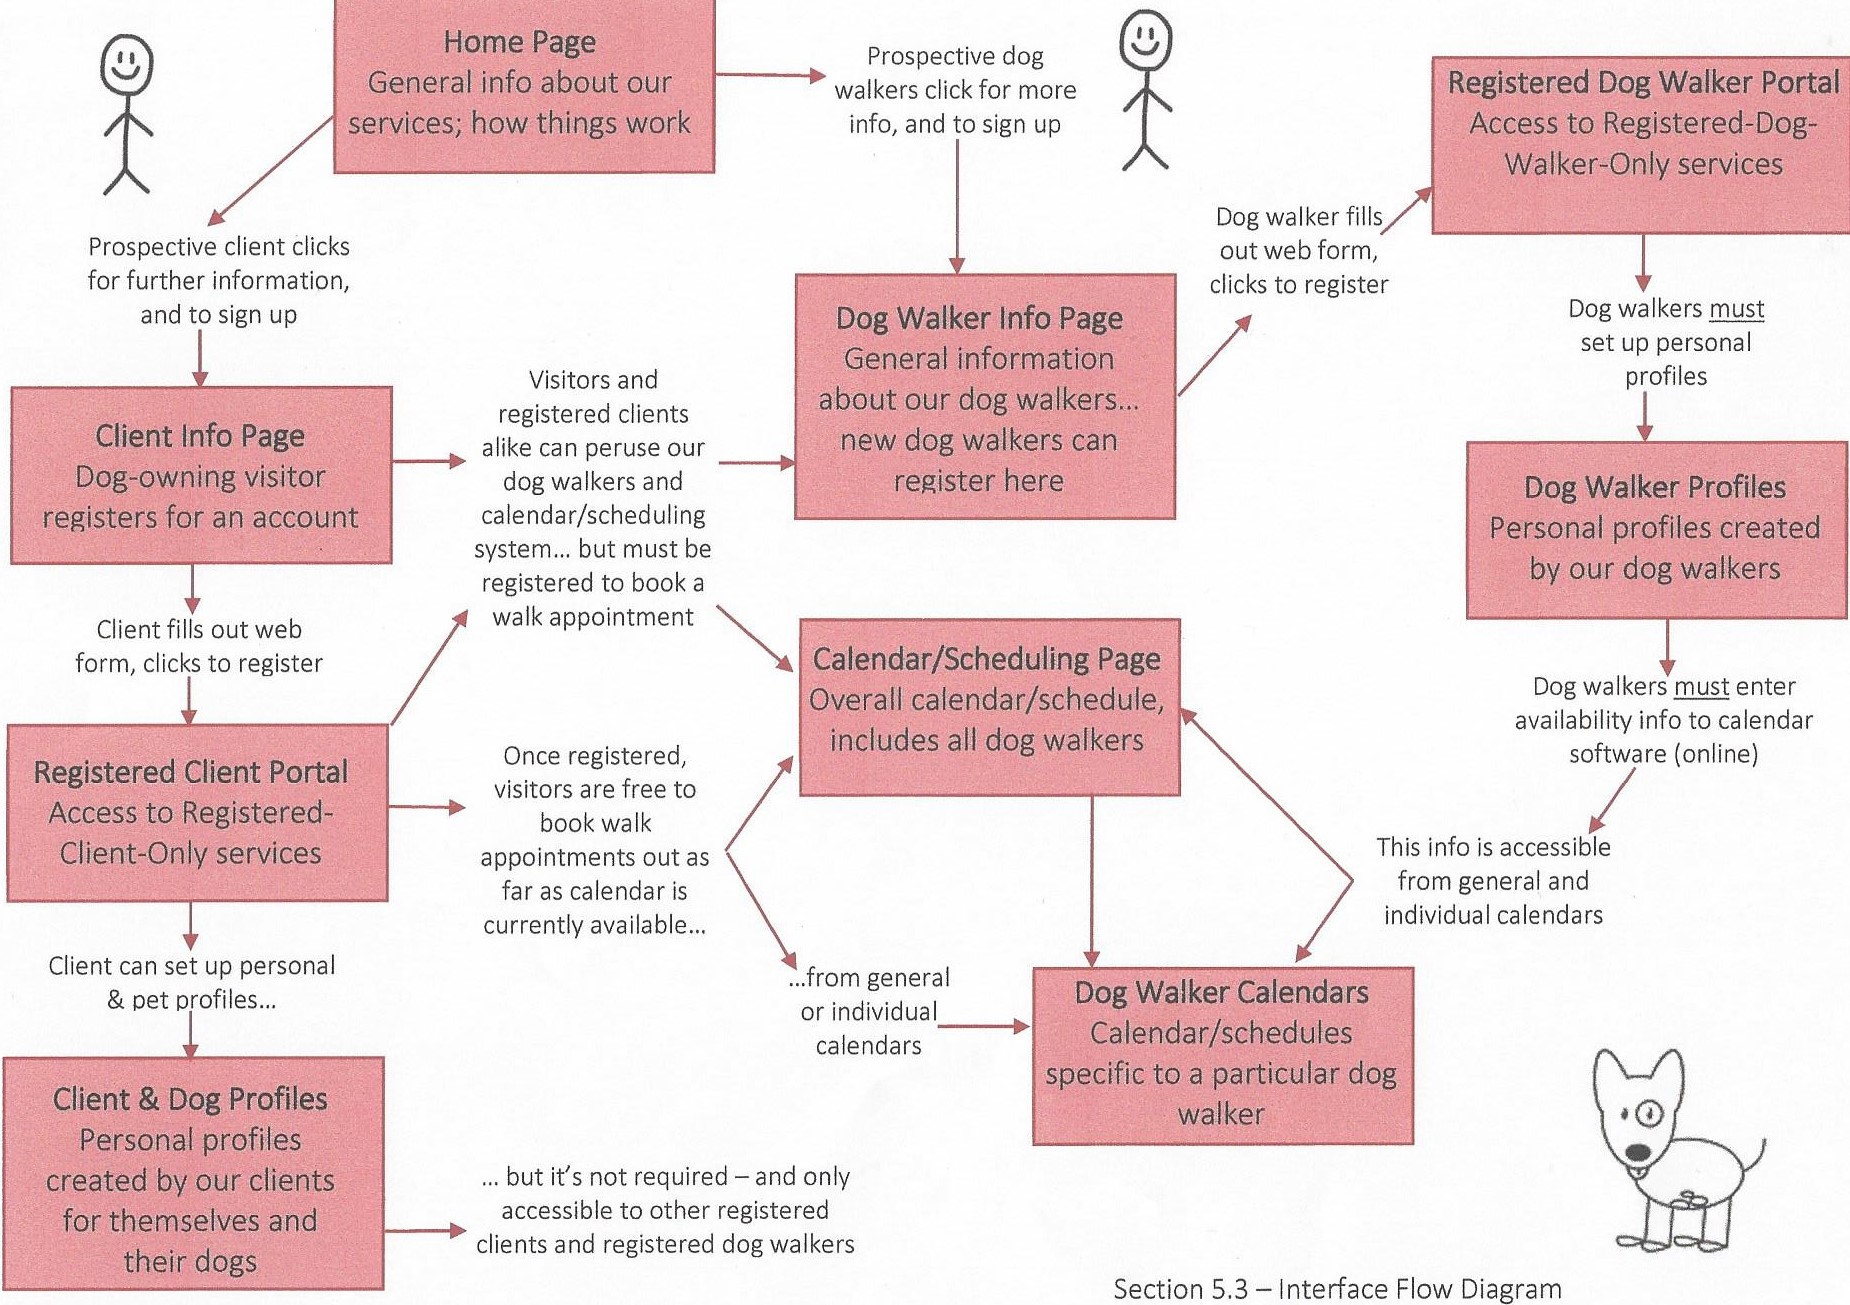 Home Page
General info about our
services; how things work
Prospective dog
walkers click for more
info, and to sign up
Registered Dog Walker Portal
Access to Registered-Dog-
Walker-Only services
Prospective client clicks
for further information,
and to sign up
Dog walker fills
out web form,
clicks to register
Dog walkers must
set up personal
profiles
Dog Walker Info Page
General information
about our dog walkers...
new dog walkers can
register here
Client Info Page
Dog-owning visitor
registers for an account
Visitors and
registered clients
alike can peruse our
dog walkers and
calendar/scheduling
system... but must be
registered to book a
walk appointment
Dog Walker Profiles
Personal profiles created
by our dog walkers
Client fills out web
form, clicks to register
Calendar/Scheduling Page
Overall calendar/schedule,
includes all dog walkers
Dog walkers must enter
availability info to calendar
software (online)
Registered Client Portal
Access to Registered-
Client-Only services
Once registered,
visitors are free to
book walk
appointments out as
far as calendar is
currently available...
This info is accessible
from general and
individual calendars
Client can set up personal
& pet profiles...
...from general
or individual
calendars
Dog Walker Calendars
Calendar/schedules
specific to a particular dog
walker
Client & Dog Profiles
Personal profiles
created by our clients
for themselves and
their dogs
... but it's not required – and only
accessible to other registered
clients and registered dog walkers
Section 5.3 – Interface Flow Diagram